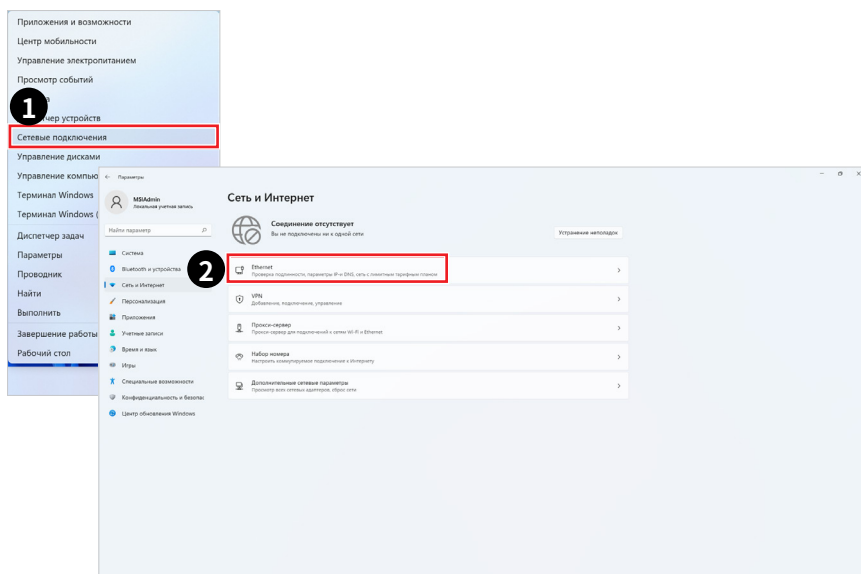 Приложения и возможности
Центр мобильности
Управление электропитанием
Просмотр событий
1
чер устройств
Сетевые подключения
Управление дисками
Управление компью
Терминал Windows
Терминал Windows (
Диспетчер задач
Параметры
Проводник
Найти
Выполнить
Завершение работы
Рабочий стол
Параметры
MSIAdmin
Локальная учетная запись
Найти параметр
Система
Bluetooth и устройства
Сеть и Интернет
Персонализация
Приложения
Учетные записи
Время и язык
Игры
Специальные возможности
Конфиденциальность и безопас
Центр обновления Windows
Сеть и Интернет
Соединение отсутствует
Вы не подключены ни к одной сети
Устранение неполадок
2
Ethernet
Проверка подлинности, параметры IP и DNS, сеть с лимитным тарифным планом
VPN
Добавление, подключение, управление
Прокси-сервер
Прокси-сервер для подключений к сетям Wi-Fi и Ethernet
Набор номера
Настроить коммутируемое подключение к Интернету
Дополнительные сетевые параметры
Просмотр всех сетевых адаптеров, сброс сети